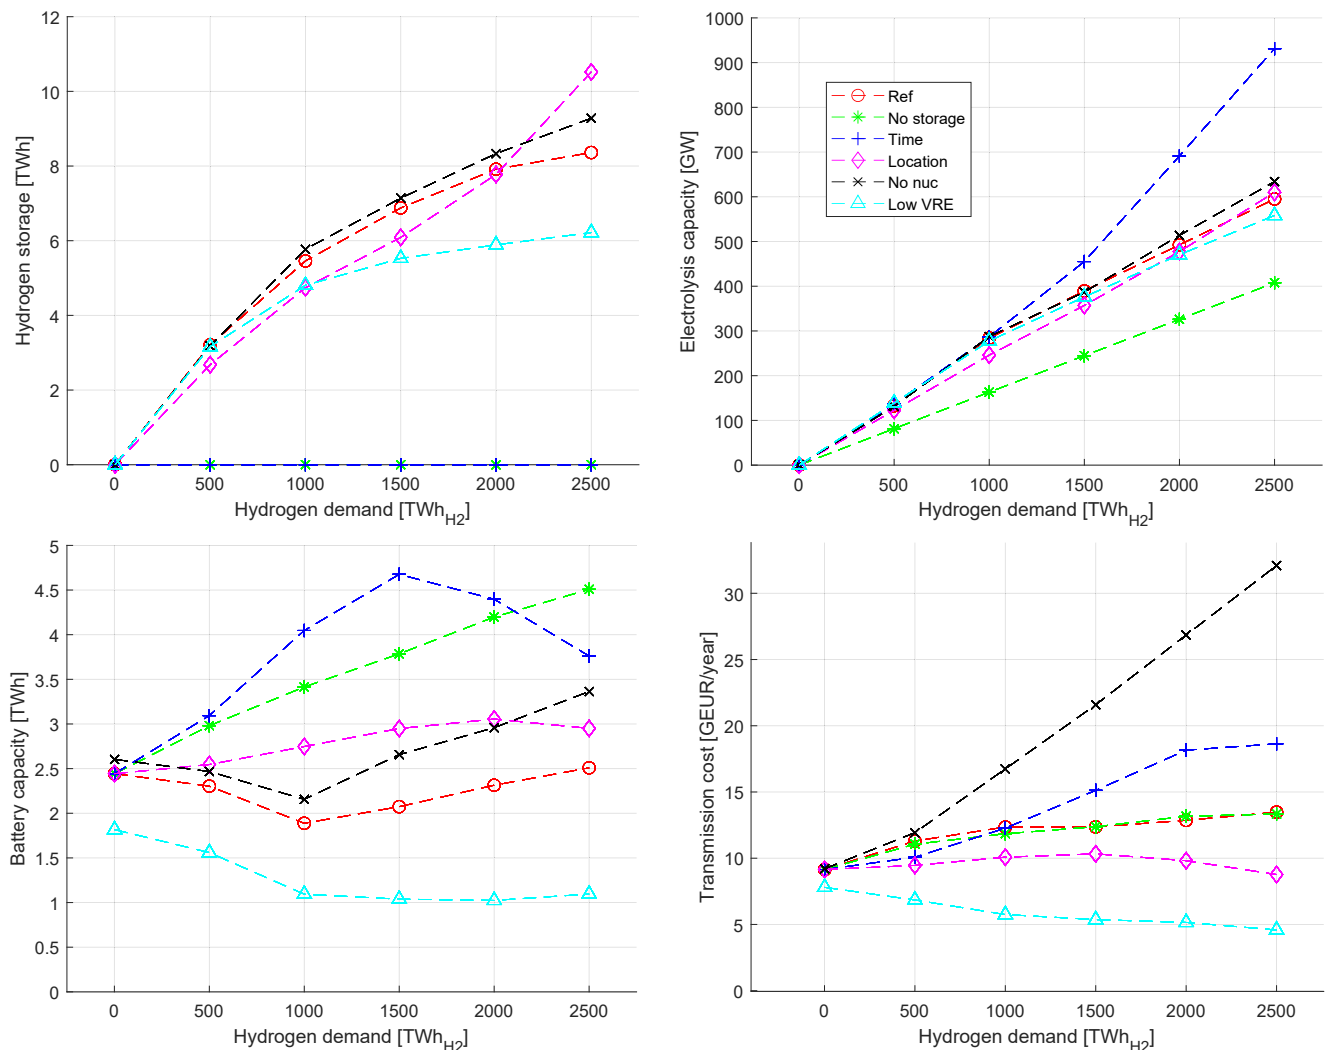 Hydrogen storage [TWh]
12
10
8
6
4
2
0
0 500 1000 1500 2000 2500
Hydrogen demand [TWh_H2]
Electrolysis capacity [GW]
1000
900
800
700
600
500
400
300
200
100
0
Ref
No storage
Time
Location
No nuc
Low VRE
0 500 1000 1500 2000 2500
Hydrogen demand [TWh_H2]
Battery capacity [TWh]
5
4.5
4
3.5
3
2.5
2
1.5
1
0.5
0
0 500 1000 1500 2000 2500
Hydrogen demand [TWh_H2]
Transmission cost [GEUR/year]
30
25
20
15
10
5
0
0 500 1000 1500 2000 2500
Hydrogen demand [TWh_H2]